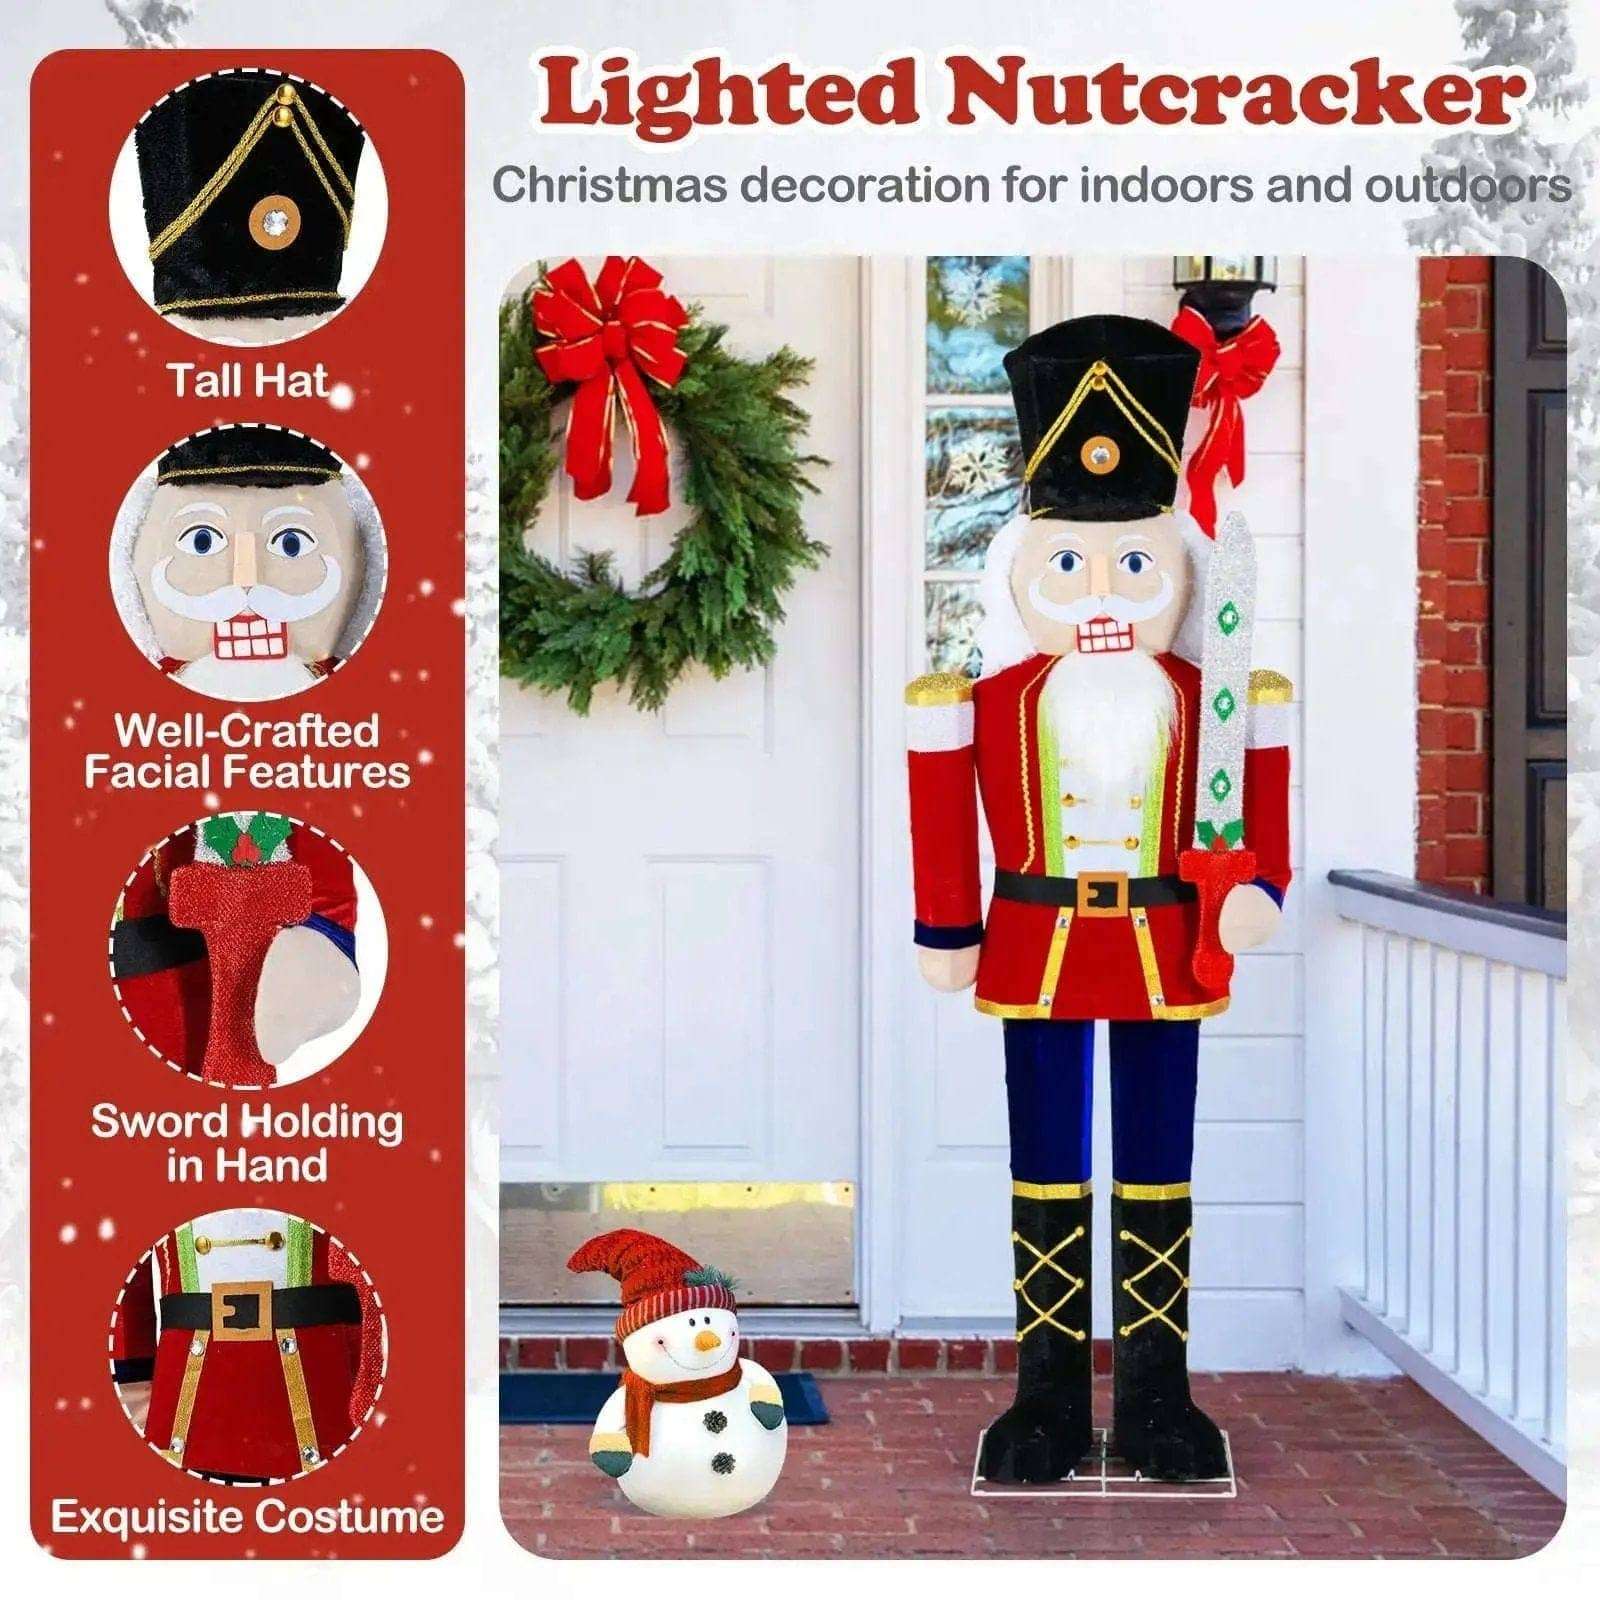 Lighted Nutcracker
Christmas decoration for indoors and outdoors
Tall Hat
Well-Crafted
Facial Features
Sword Holding
in Hand
Exquisite Costume